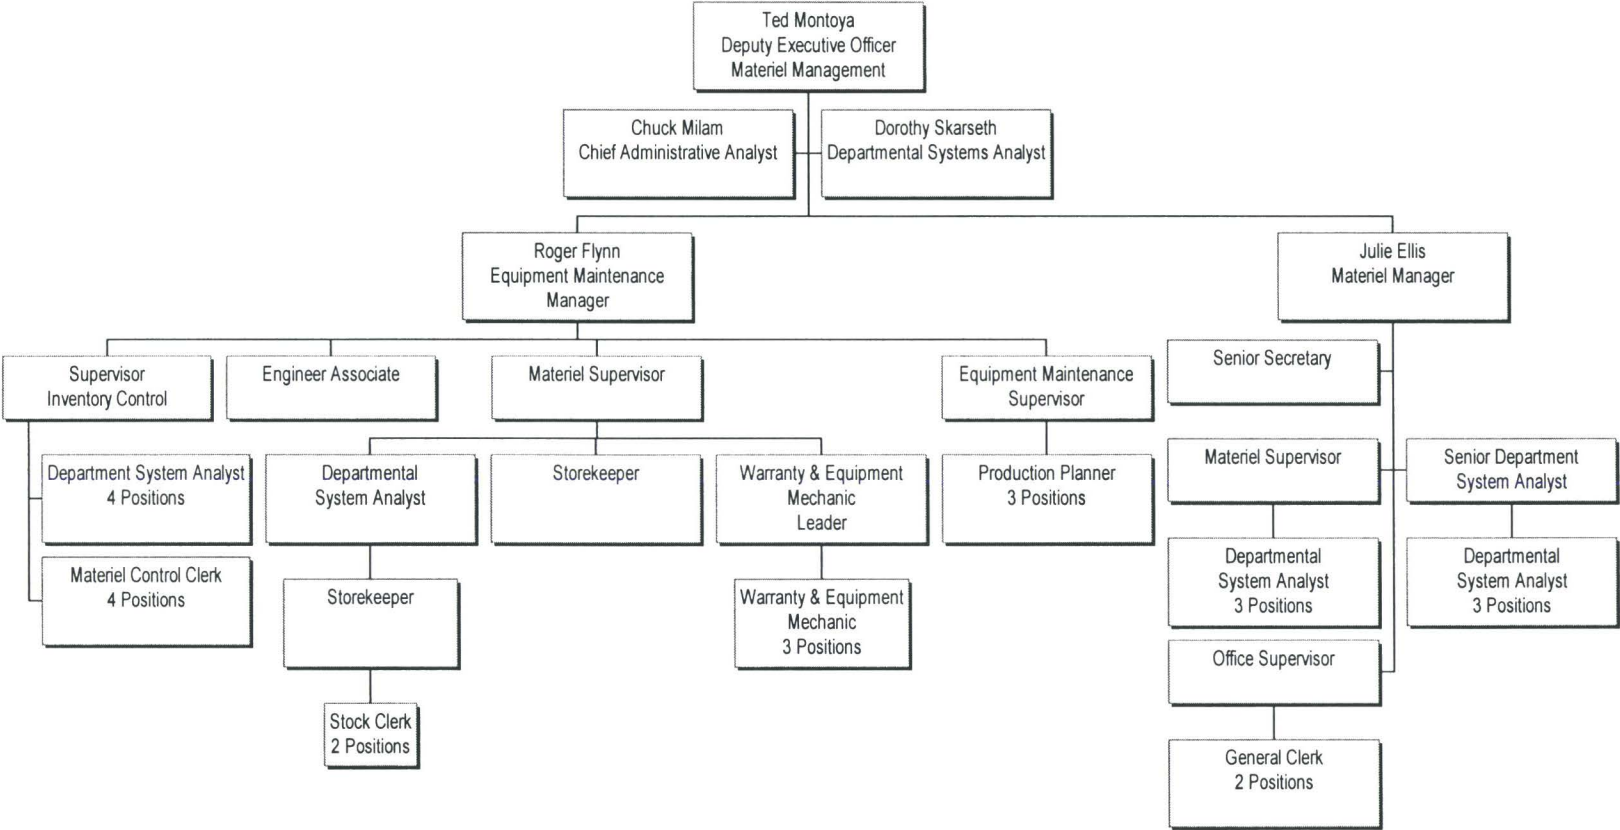 Ted Montoya
Deputy Executive Officer
Materiel Management
Chuck Milam
Chief Administrative Analyst
Dorothy Skarseth
Departmental Systems Analyst
Roger Flynn
Equipment Maintenance
Manager
Julie Ellis
Materiel Manager
Supervisor
Inventory Control
Engineer Associate
Materiel Supervisor
Equipment Maintenance
Supervisor
Senior Secretary
Department System Analyst
4 Positions
Materiel Control Clerk
4 Positions
Departmental
System Analyst
Storekeeper
Stock Clerk
2 Positions
Storekeeper
Warranty & Equipment
Mechanic
Leader
Warranty & Equipment
Mechanic
3 Positions
Production Planner
3 Positions
Materiel Supervisor
Departmental
System Analyst
3 Positions
Senior Department
System Analyst
Departmental
System Analyst
3 Positions
Office Supervisor
General Clerk
2 Positions